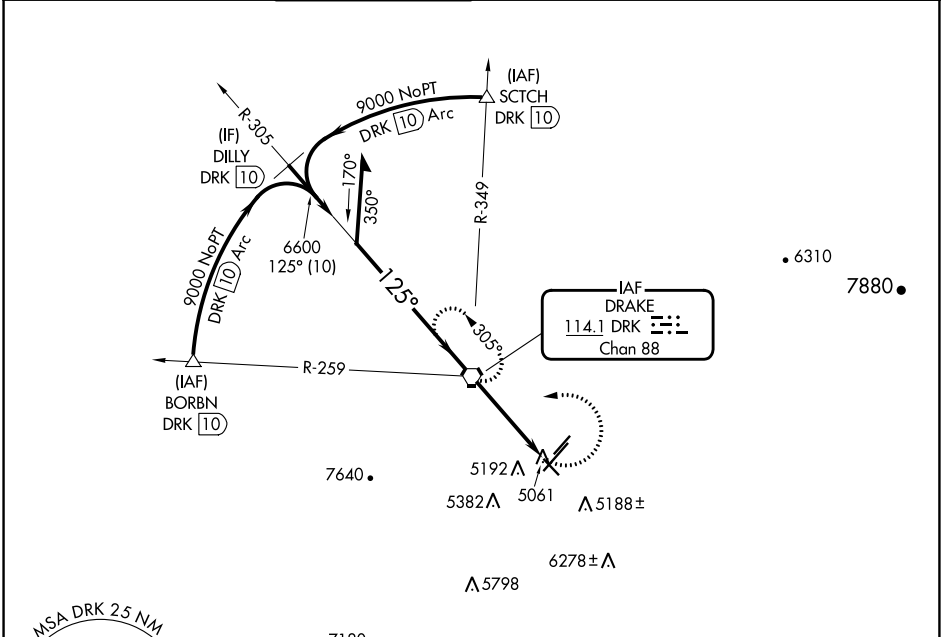 (IAF)
SCTCH
DRK 10
9000 NoPT
DRK 10 Arc
R-305
(IF)
DILLY
DRK 10
170°
350°
R-349
6600
125° (10)
9000 NoPT
DRK 10 Arc
125°
6310
7880
IAF
DRAKE
114.1 DRK
Chan 88
305°
R-259
(IAF)
BORBN
DRK 10
7640
5192
5061
5382
5188±
6278±
5798
MSA DRK 25 NM